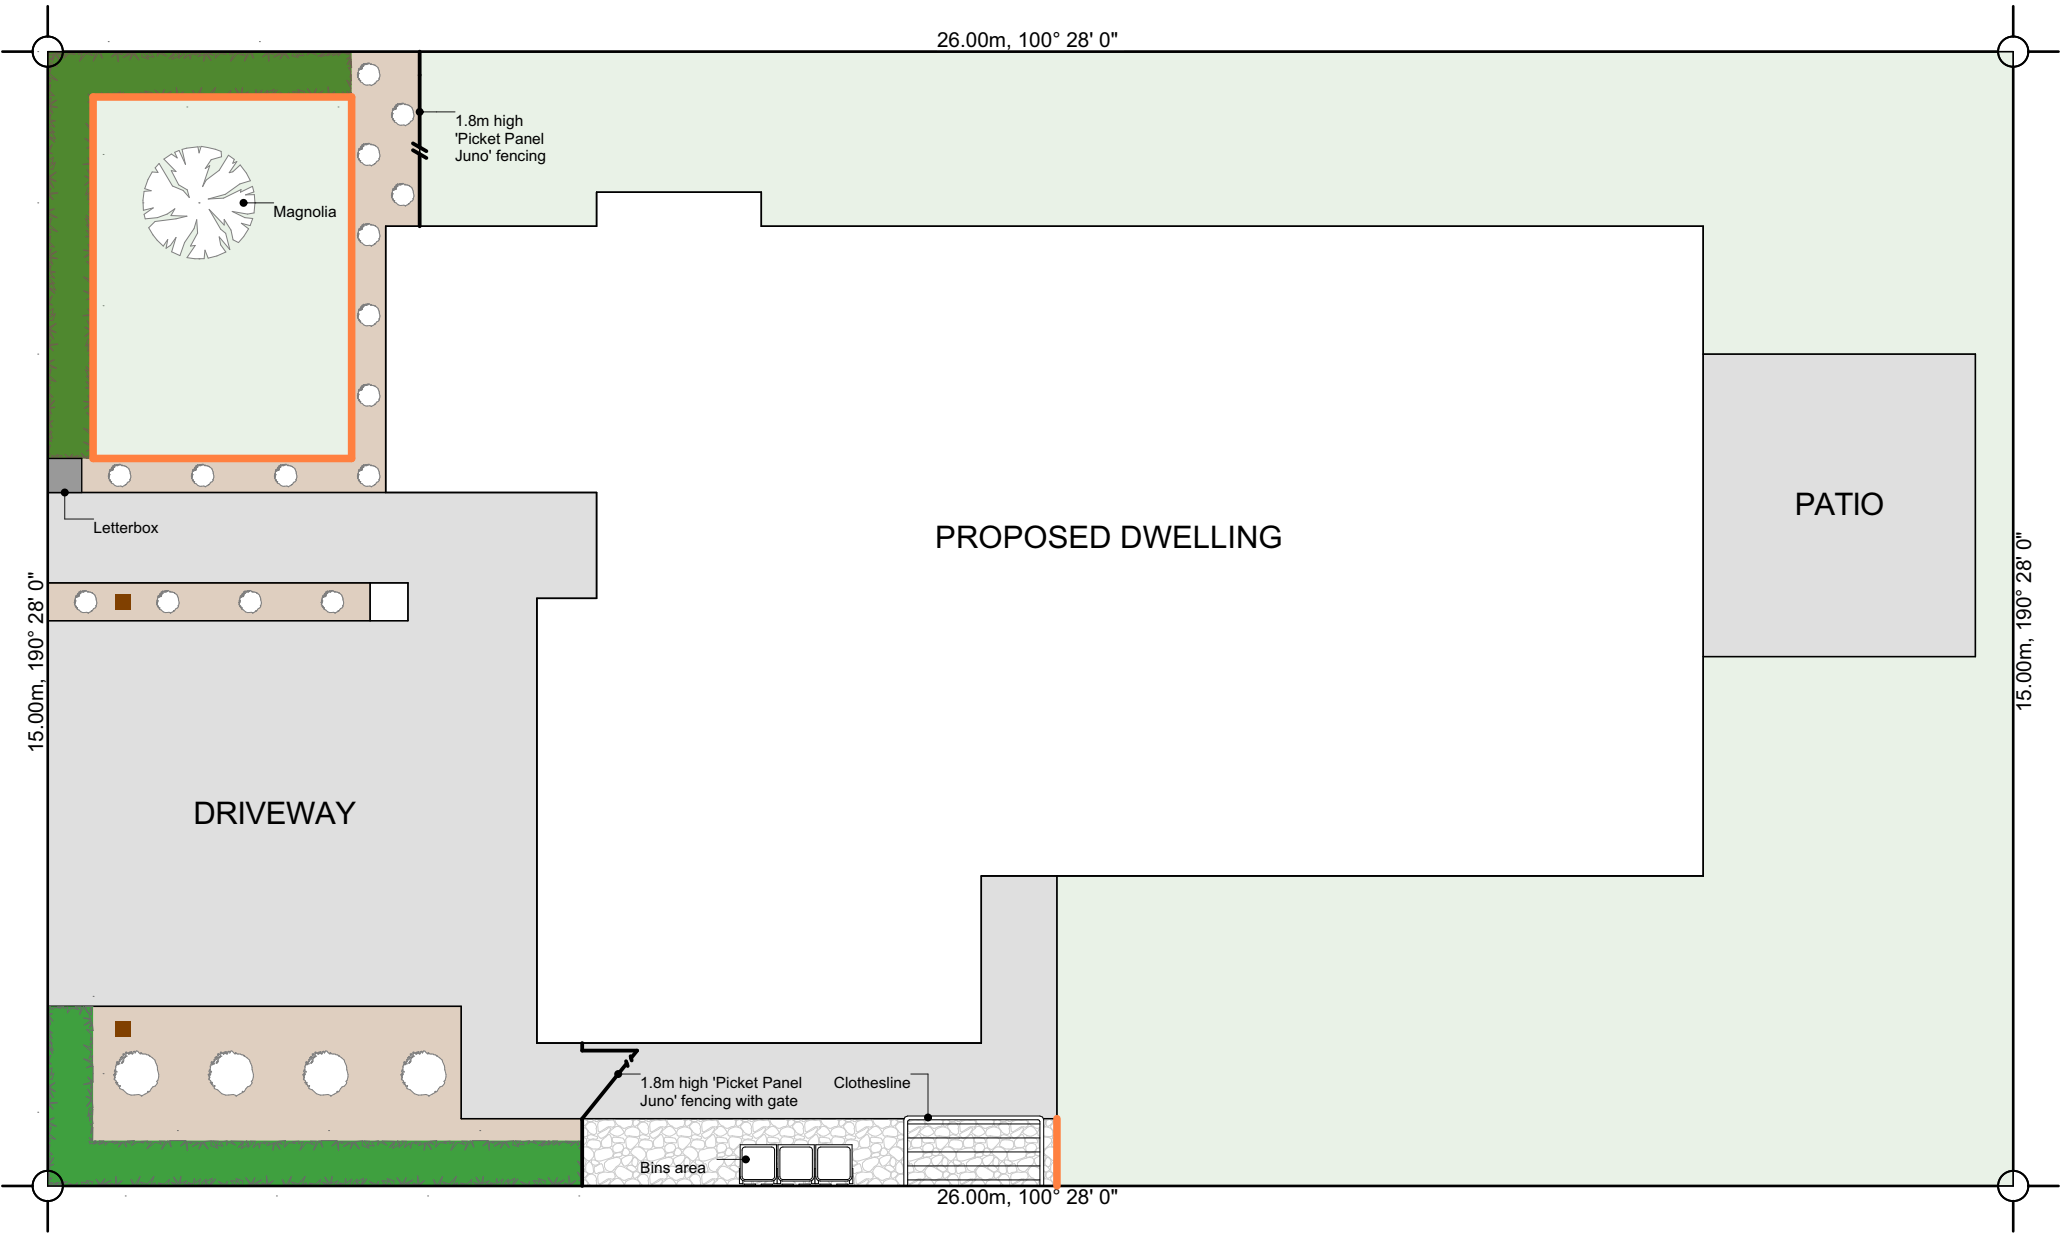 26.00m, 100° 28' 0"
1.8m high
'Picket Panel
Juno' fencing
Magnolia
Letterbox
PROPOSED DWELLING
PATIO
15.00m, 190° 28' 0"
15.00m, 190° 28' 0"
DRIVEWAY
1.8m high 'Picket Panel
Juno' fencing with gate
Clothesline
Bins area
26.00m, 100° 28' 0"